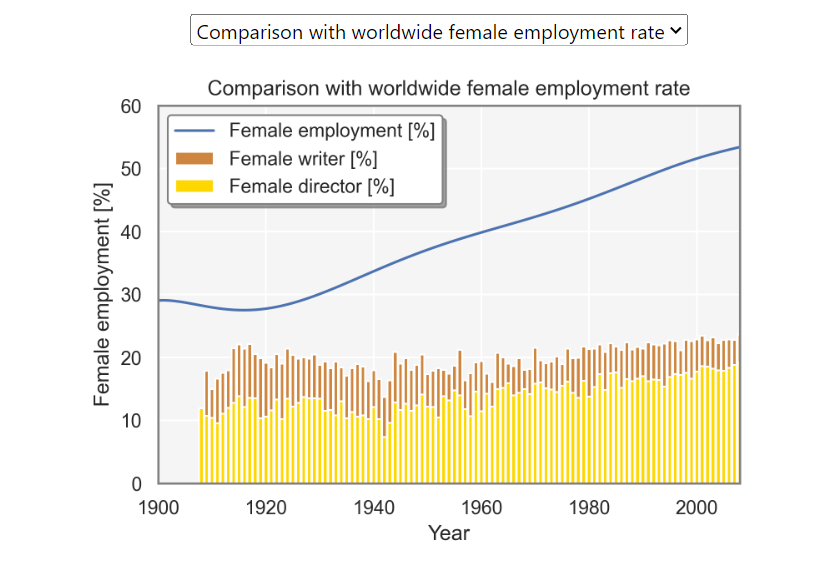 Comparison with worldwide female employment rate
Comparison with worldwide female employment rate
Female employment [%]
Female writer [%]
Female director [%]
Female employment [%]
60
50
40
30
20
10
0
1900 1920 1940 1960 1980 2000
Year